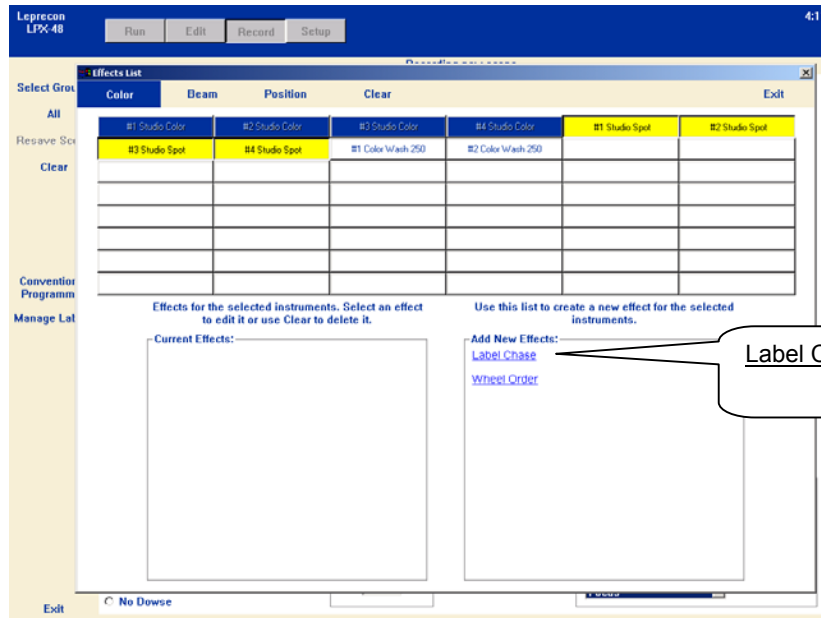 Leprecon
LPX-48
Run
Edit
Record
Setup
4:1
Effects List
Select Grou
All
Resave Sce
Clear
Convention
Programm
Manage Lal
Exit
Color
Beam
Position
Clear
Exit
#1 Studio Color
#2 Studio Color
#3 Studio Color
#4 Studio Color
#1 Studio Spot
#2 Studio Spot
#3 Studio Spot
#4 Studio Spot
#1 Color Wash 250
#2 Color Wash 250
Effects for the selected instruments. Select an effect
to edit it or use Clear to delete it.
Use this list to create a new effect for the selected
instruments.
Current Effects:
Add New Effects:
Label Chase
Wheel Order
Label C
No Dowse